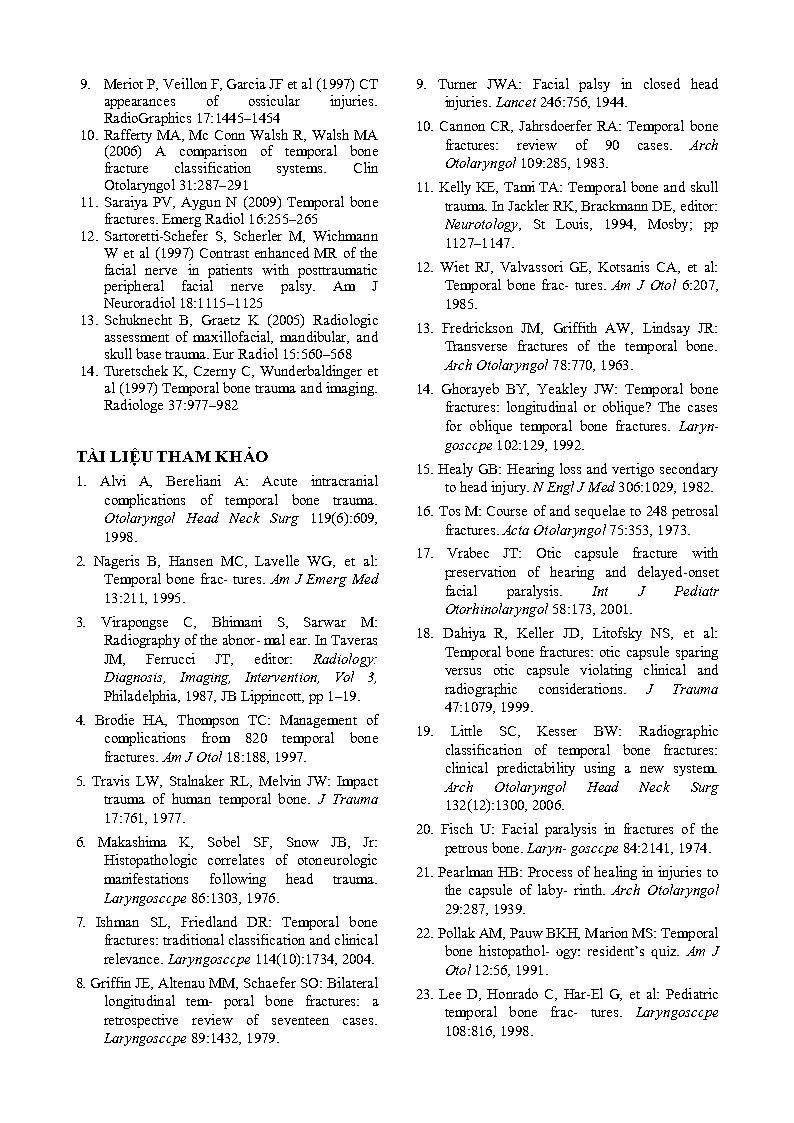 9. Meriot P, Veillon F, Garcia JF et al (1997) CT
appearances of ossicular injuries.
RadioGraphics 17:1445–1454
10. Rafferty MA, Mc Conn Walsh R, Walsh MA
(2006) A comparison of temporal bone
fracture classification systems. Clin
Otolaryngol 31:287–291
11. Saraiya PV, Aygun N (2009) Temporal bone
fractures. Emerg Radiol 16:255–265
12. Sartoretti-Schefer S, Scherler M, Wichmann
W et al (1997) Contrast enhanced MR of the
facial nerve in patients with posttraumatic
peripheral facial nerve palsy. Am J
Neuroradiol 18:1115–1125
13. Schuknecht B, Graetz K (2005) Radiologic
assessment of maxillofacial, mandibular, and
skull base trauma. Eur Radiol 15:560–568
14. Turetschek K, Czerny C, Wunderbaldinger et
al (1997) Temporal bone trauma and imaging.
Radiologe 37:977–982
TÀI LIỆU THAM KHẢO
1. Alvi A, Bereliani A: Acute intracranial
complications of temporal bone trauma.
Otolaryngol Head Neck Surg 119(6):609,
1998.
2. Nageris B, Hansen MC, Lavelle WG, et al:
Temporal bone frac- tures. Am J Emerg Med
13:211, 1995.
3. Virapongse C, Bhimani S, Sarwar M:
Radiography of the abnor- mal ear. In Taveras
JM, Ferrucci JT, editor: Radiology:
Diagnosis, Imaging, Intervention, Vol 3,
Philadelphia, 1987, JB Lippincott, pp 1–19.
4. Brodie HA, Thompson TC: Management of
complications from 820 temporal bone
fractures. Am J Otol 18:188, 1997.
5. Travis LW, Stalnaker RL, Melvin JW: Impact
trauma of human temporal bone. J Trauma
17:761, 1977.
6. Makashima K, Sobel SF, Snow JB, Jr:
Histopathologic correlates of otoneurologic
manifestations following head trauma.
Laryngosccpe 86:1303, 1976.
7. Ishman SL, Friedland DR: Temporal bone
fractures: traditional classification and clinical
relevance. Laryngosccpe 114(10):1734, 2004.
8. Griffin JE, Altenau MM, Schaefer SO: Bilateral
longitudinal tem- poral bone fractures: a
retrospective review of seventeen cases.
Laryngosccpe 89:1432, 1979.
9. Turner JWA: Facial palsy in closed head
injuries. Lancet 246:756, 1944.
10. Cannon CR, Jahrsdoerfer RA: Temporal bone
fractures: review of 90 cases. Arch
Otolaryngol 109:285, 1983.
11. Kelly KE, Tami TA: Temporal bone and skull
trauma. In Jackler RK, Brackmann DE, editor:
Neurotology, St Louis, 1994, Mosby; pp
1127–1147.
12. Wiet RJ, Valvassori GE, Kotsanis CA, et al:
Temporal bone frac- tures. Am J Otol 6:207,
1985.
13. Fredrickson JM, Griffith AW, Lindsay JR:
Transverse fractures of the temporal bone.
Arch Otolaryngol 78:770, 1963.
14. Ghorayeb BY, Yeakley JW: Temporal bone
fractures: longitudinal or oblique? The cases
for oblique temporal bone fractures. Laryn-
gosccpe 102:129, 1992.
15. Healy GB: Hearing loss and vertigo secondary
to head injury. N Engl J Med 306:1029, 1982.
16. Tos M: Course of and sequelae to 248 petrosal
fractures. Acta Otolaryngol 75:353, 1973.
17. Vrabec JT: Otic capsule fracture with
preservation of hearing and delayed-onset
facial paralysis. Int J Pediatr
Otorhinolaryngol 58:173, 2001.
18. Dahiya R, Keller JD, Litofsky NS, et al:
Temporal bone fractures: otic capsule sparing
versus otic capsule violating clinical and
radiographic considerations. J Trauma
47:1079, 1999.
19. Little SC, Kesser BW: Radiographic
classification of temporal bone fractures:
clinical predictability using a new system.
Arch Otolaryngol Head Neck Surg
132(12):1300, 2006.
20. Fisch U: Facial paralysis in fractures of the
petrous bone. Laryn- gosccpe 84:2141, 1974.
21. Pearlman HB: Process of healing in injuries to
the capsule of laby- rinth. Arch Otolaryngol
29:287, 1939.
22. Pollak AM, Pauw BKH, Marion MS: Temporal
bone histopathol- ogy: resident’s quiz. Am J
Otol 12:56, 1991.
23. Lee D, Honrado C, Har-El G, et al: Pediatric
temporal bone frac- tures. Laryngosccpe
108:816, 1998.